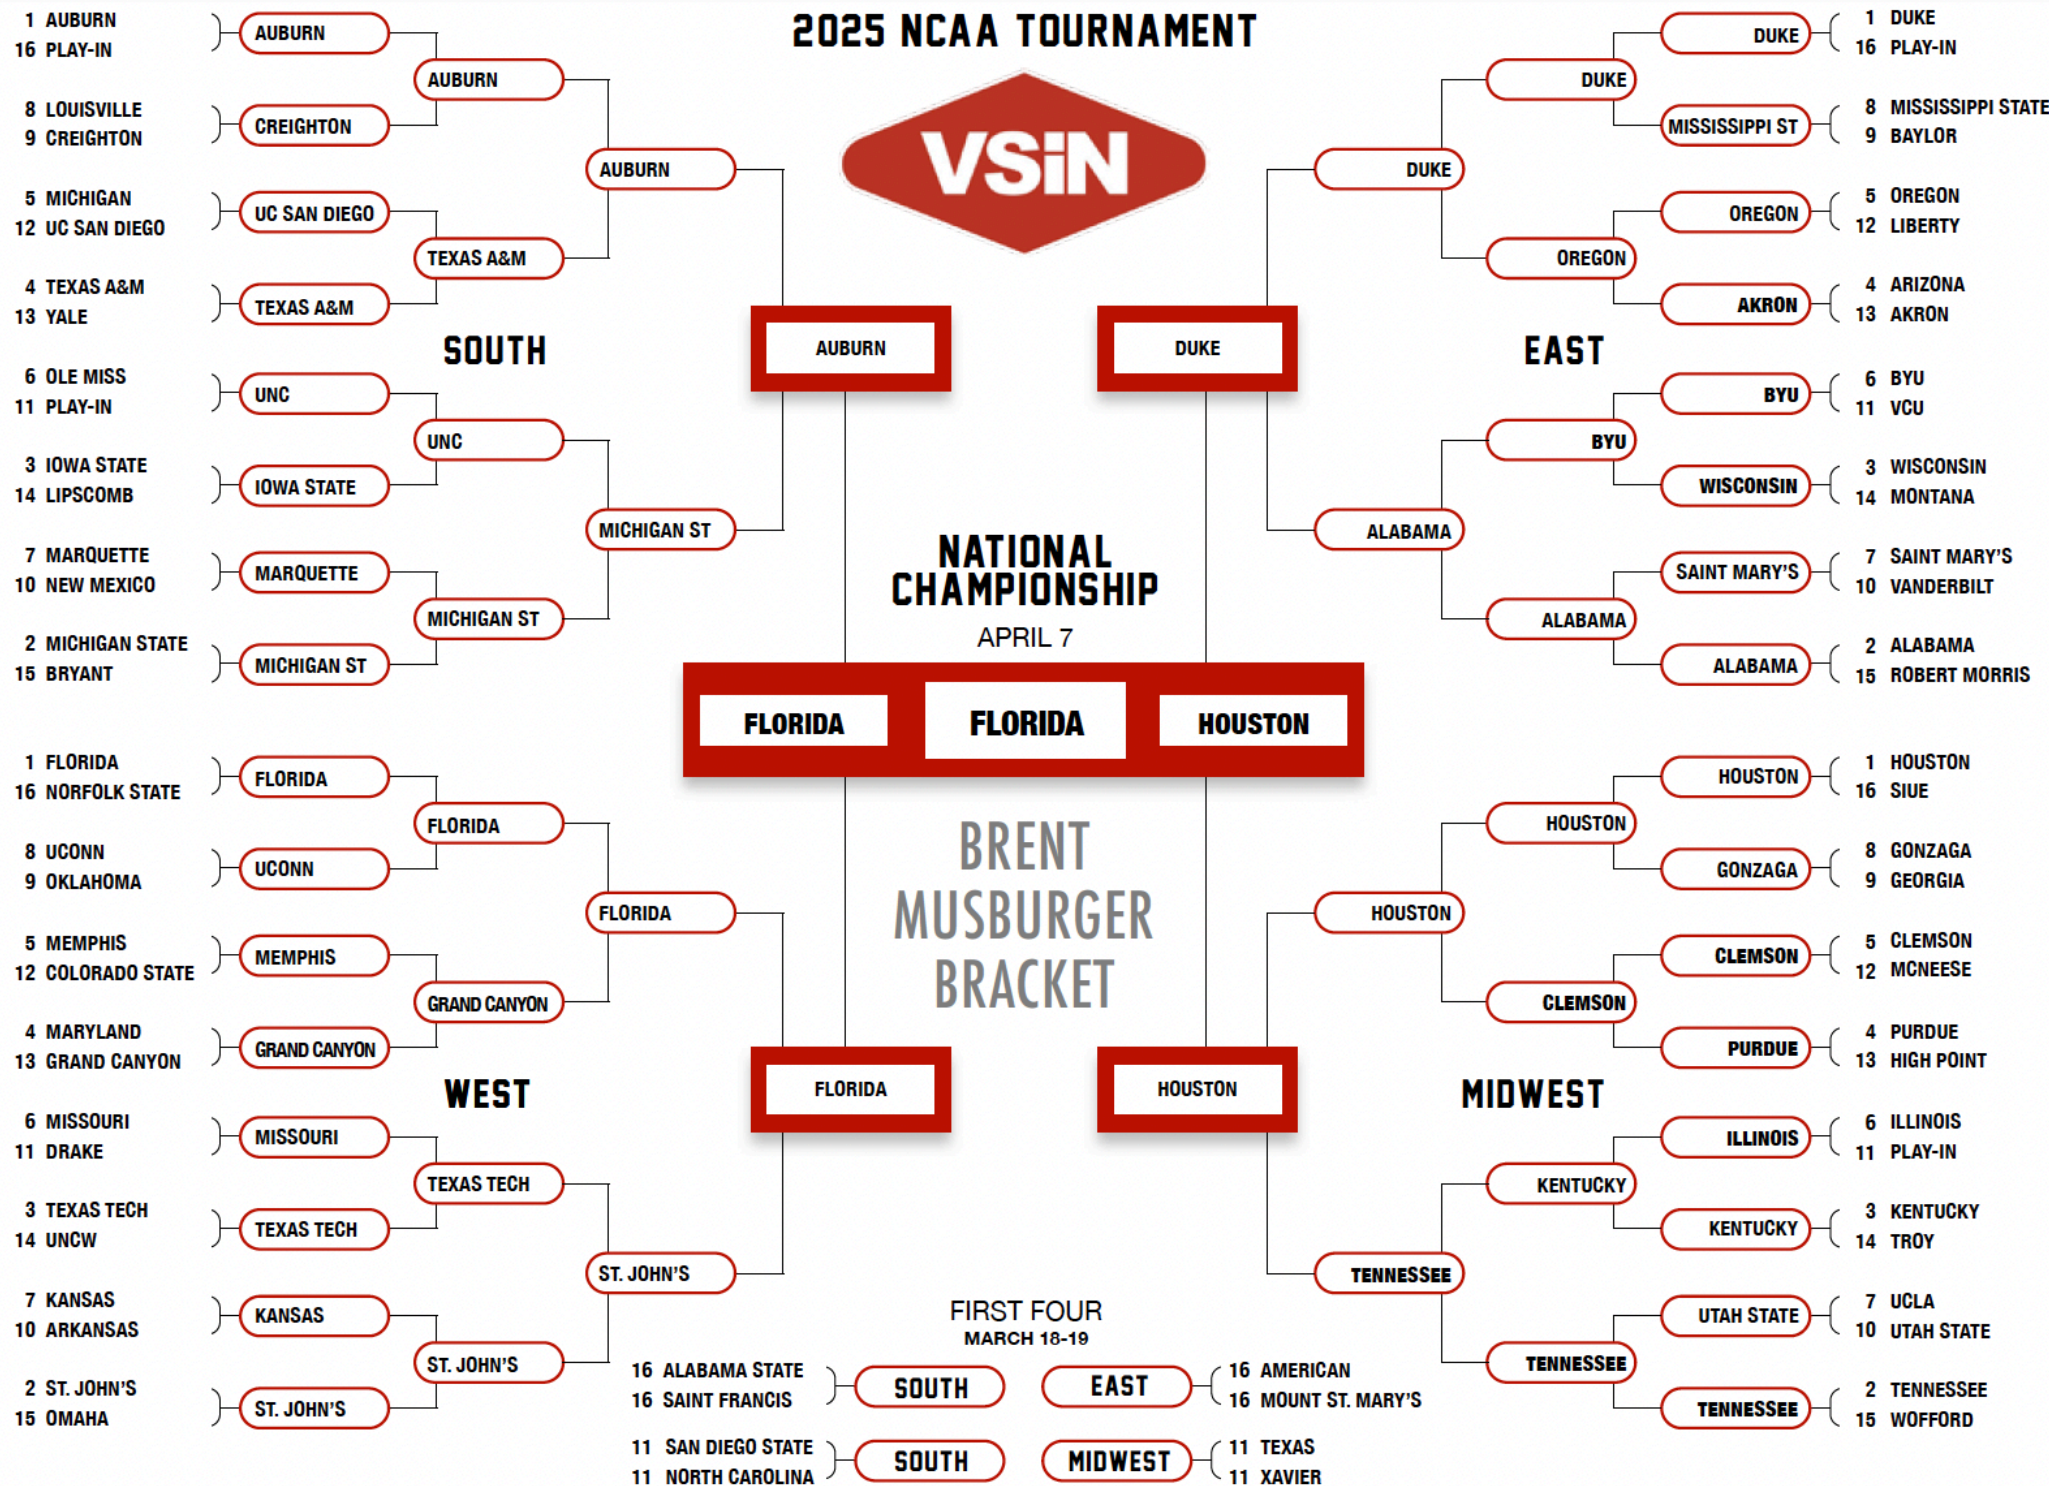 2025 NCAA TOURNAMENT
VSiN
1 AUBURN
16 PLAY-IN
8 LOUISVILLE
9 CREIGHTON
5 MICHIGAN
12 UC SAN DIEGO
4 TEXAS A&M
13 YALE
6 OLE MISS
11 PLAY-IN
3 IOWA STATE
14 LIPSCOMB
7 MARQUETTE
10 NEW MEXICO
2 MICHIGAN STATE
15 BRYANT
AUBURN
CREIGHTON
UC SAN DIEGO
TEXAS A&M
UNC
IOWA STATE
MARQUETTE
MICHIGAN ST
AUBURN
TEXAS A&M
UNC
MICHIGAN ST
SOUTH
AUBURN
MICHIGAN ST
AUBURN
1 FLORIDA
16 NORFOLK STATE
8 UCONN
9 OKLAHOMA
5 MEMPHIS
12 COLORADO STATE
4 MARYLAND
13 GRAND CANYON
6 MISSOURI
11 DRAKE
3 TEXAS TECH
14 UNCW
7 KANSAS
10 ARKANSAS
2 ST. JOHN'S
15 OMAHA
FLORIDA
UCONN
MEMPHIS
GRAND CANYON
MISSOURI
TEXAS TECH
KANSAS
ST. JOHN'S
FLORIDA
GRAND CANYON
TEXAS TECH
ST. JOHN'S
WEST
FLORIDA
ST. JOHN'S
FLORIDA
NATIONAL
CHAMPIONSHIP
APRIL 7
FLORIDA
FLORIDA
HOUSTON
BRENT
MUSBURGER
BRACKET
DUKE
DUKE
ALABAMA
EAST
DUKE
OREGON
BYU
ALABAMA
DUKE
MISSISSIPPI ST
OREGON
AKRON
BYU
WISCONSIN
SAINT MARY'S
ALABAMA
1 DUKE
16 PLAY-IN
8 MISSISSIPPI STATE
9 BAYLOR
5 OREGON
12 LIBERTY
4 ARIZONA
13 AKRON
6 BYU
11 VCU
3 WISCONSIN
14 MONTANA
7 SAINT MARY'S
10 VANDERBILT
2 ALABAMA
15 ROBERT MORRIS
HOUSTON
HOUSTON
TENNESSEE
MIDWEST
HOUSTON
CLEMSON
KENTUCKY
TENNESSEE
HOUSTON
GONZAGA
CLEMSON
PURDUE
ILLINOIS
KENTUCKY
UTAH STATE
TENNESSEE
1 HOUSTON
16 SIUE
8 GONZAGA
9 GEORGIA
5 CLEMSON
12 MCNEESE
4 PURDUE
13 HIGH POINT
6 ILLINOIS
11 PLAY-IN
3 KENTUCKY
14 TROY
7 UCLA
10 UTAH STATE
2 TENNESSEE
15 WOFFORD
FIRST FOUR
MARCH 18-19
16 ALABAMA STATE
16 SAINT FRANCIS
SOUTH
11 SAN DIEGO STATE
11 NORTH CAROLINA
SOUTH
EAST
16 AMERICAN
16 MOUNT ST. MARY'S
MIDWEST
11 TEXAS
11 XAVIER